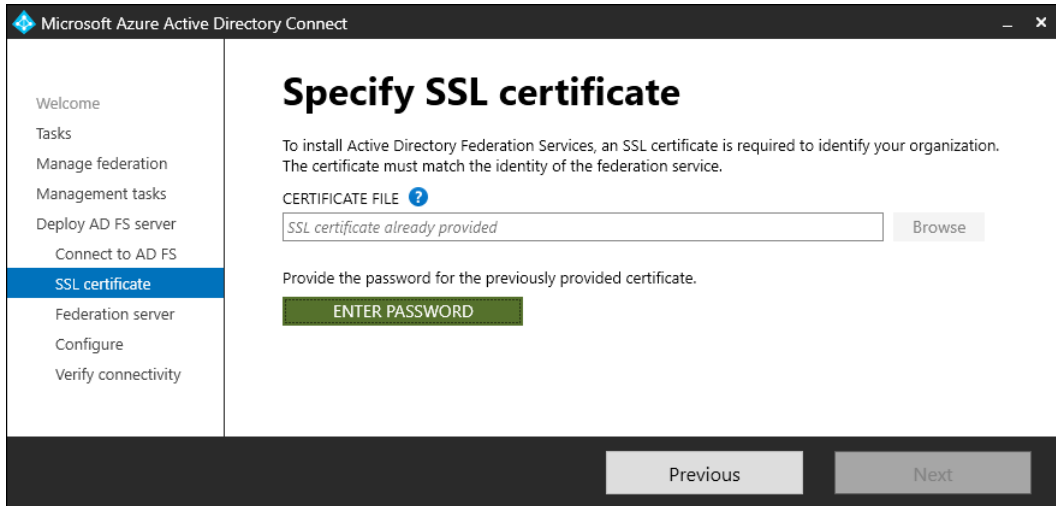 Microsoft Azure Active Directory Connect
Welcome
Tasks
Manage federation
Management tasks
Deploy AD FS server
Connect to AD FS
SSL certificate
Federation server
Configure
Verify connectivity
Specify SSL certificate
To install Active Directory Federation Services, an SSL certificate is required to identify your organization.
The certificate must match the identity of the federation service.
CERTIFICATE FILE ?
SSL certificate already provided
Browse
Provide the password for the previously provided certificate.
ENTER PASSWORD
Previous
Next